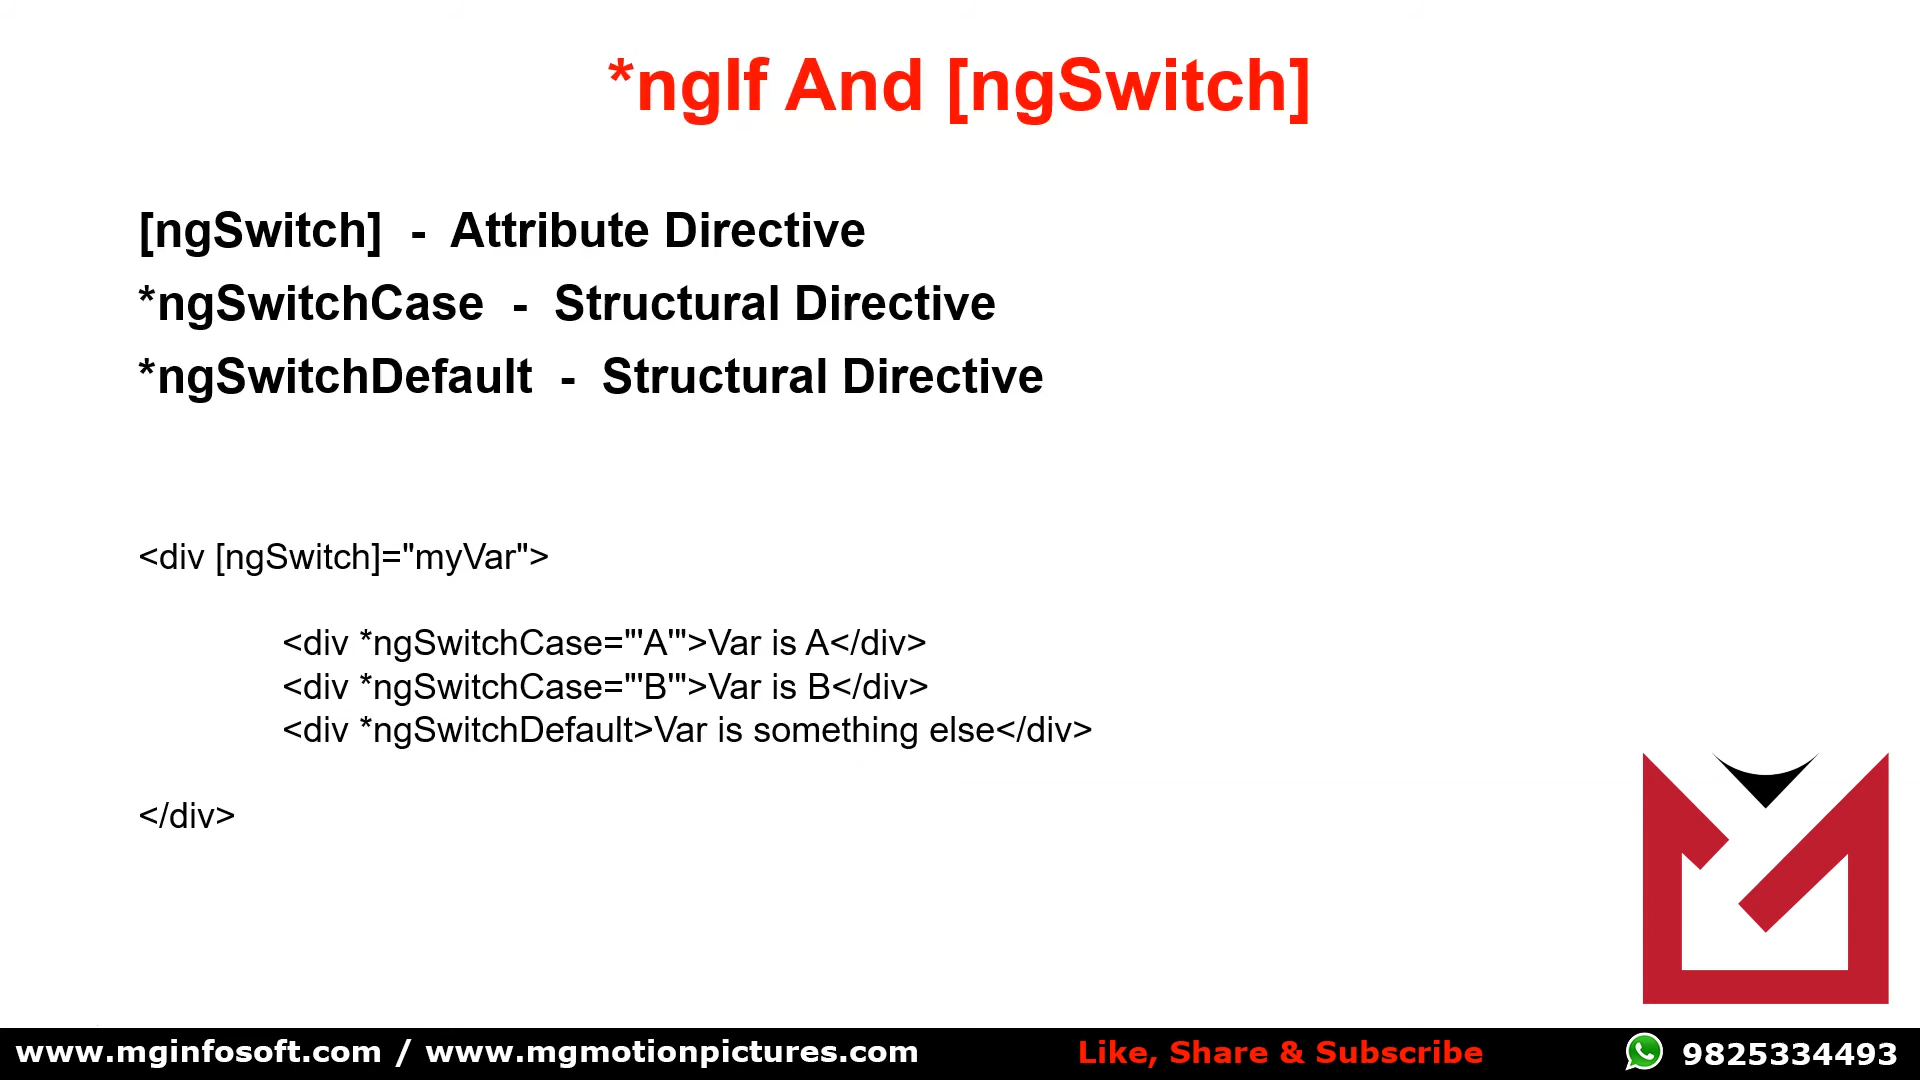 *ngIf And [ngSwitch]
[ngSwitch]  -  Attribute Directive
*ngSwitchCase  -  Structural Directive
*ngSwitchDefault  -  Structural Directive
<div [ngSwitch]="myVar">
<div *ngSwitchCase="'A'">Var is A</div>
<div *ngSwitchCase="'B'">Var is B</div>
<div *ngSwitchDefault>Var is something else</div>
</div>
www.mginfosoft.com / www.mgmotionpictures.com
Like, Share & Subscribe
9825334493